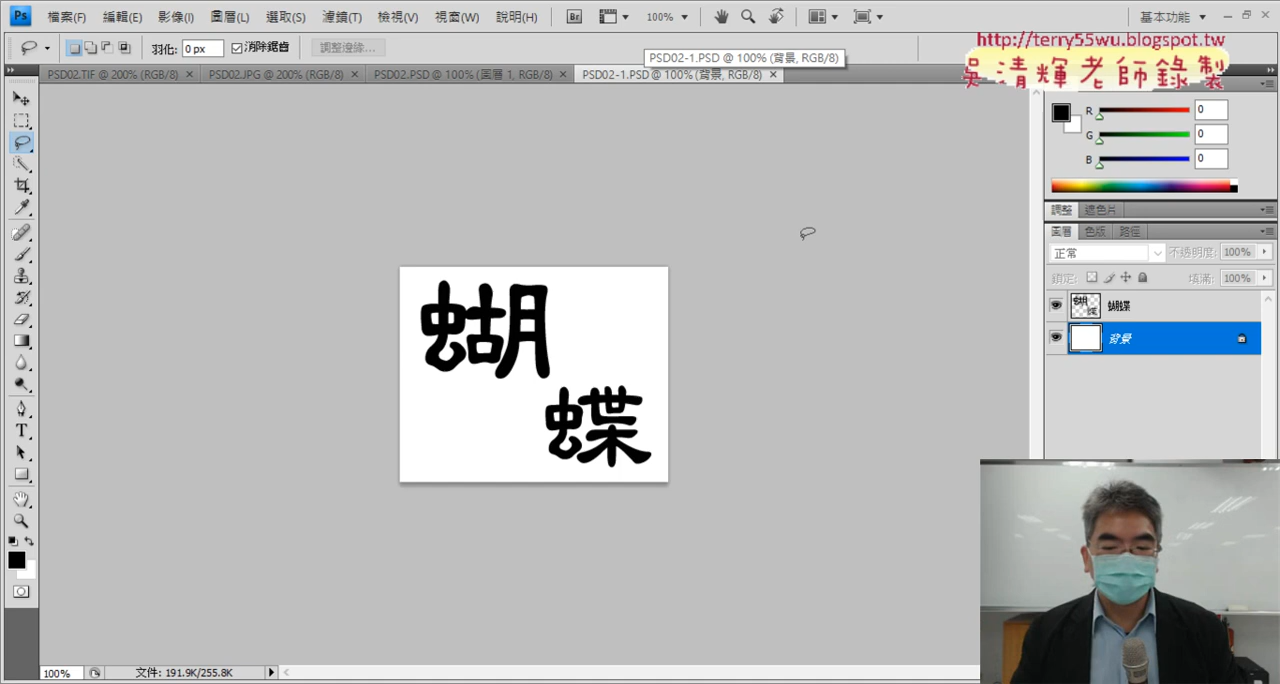 Ps 檔案(F) 編輯(E) 影像(I) 圖層(L) 選取(S) 濾鏡(T) 檢視(V) 視窗(W) 說明(H) Br 100% 基本功能
羽化: 0 px 消除鋸齒 調整邊緣...
PSD02-1.PSD @ 100% (背景, RGB/8)
http://terry55wu.blogspot.tw
吳清輝老師錄製
PSD02.TIF @ 200% (RGB/8) PSD02.JPG @ 200% (RGB/8) PSD02.PSD @ 100% (圖層 1, RGB/8) PSD02-1.PSD @ 100% (背景, RGB/8)
R 0
G 0
B 0
調整 遮色片
圖層 色版 路徑
正常 不透明度: 100%
鎖定: 填滿: 100%
蝴蝶
背景
蝴
蝶
100% 文件: 191.9K/255.8K